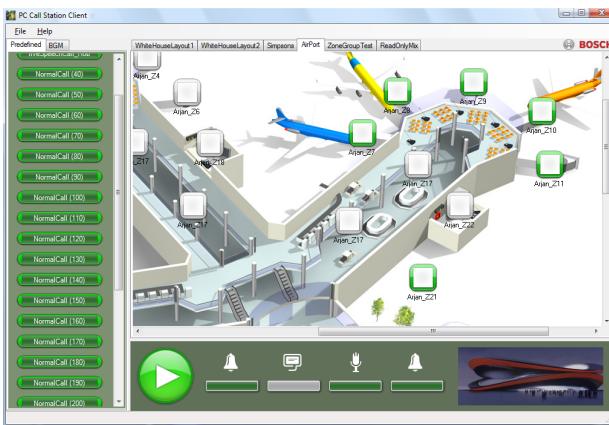 PC Call Station Client
File Help
Predefined BGM
WhiteHouseLayout1 WhiteHouseLayout2 Simpsons AirPort ZoneGroupTest ReadOnlyMix
BOSCH
NormalCall (40)
NormalCall (50)
NormalCall (60)
NormalCall (70)
NormalCall (80)
NormalCall (90)
NormalCall (100)
NormalCall (110)
NormalCall (120)
NormalCall (130)
NormalCall (140)
NormalCall (150)
NormalCall (160)
NormalCall (170)
NormalCall (180)
NormalCall (190)
NormalCall (200)
Arjan_Z4
Arjan_Z6
Arjan_Z8
Arjan_Z9
Arjan_Z10
Arjan_Z7
Z17
Arjan_Z18
Arjan_Z17
Arjan_Z11
Arjan_Z17
Arjan_Z17
Arjan_Z22
Arjan_Z21